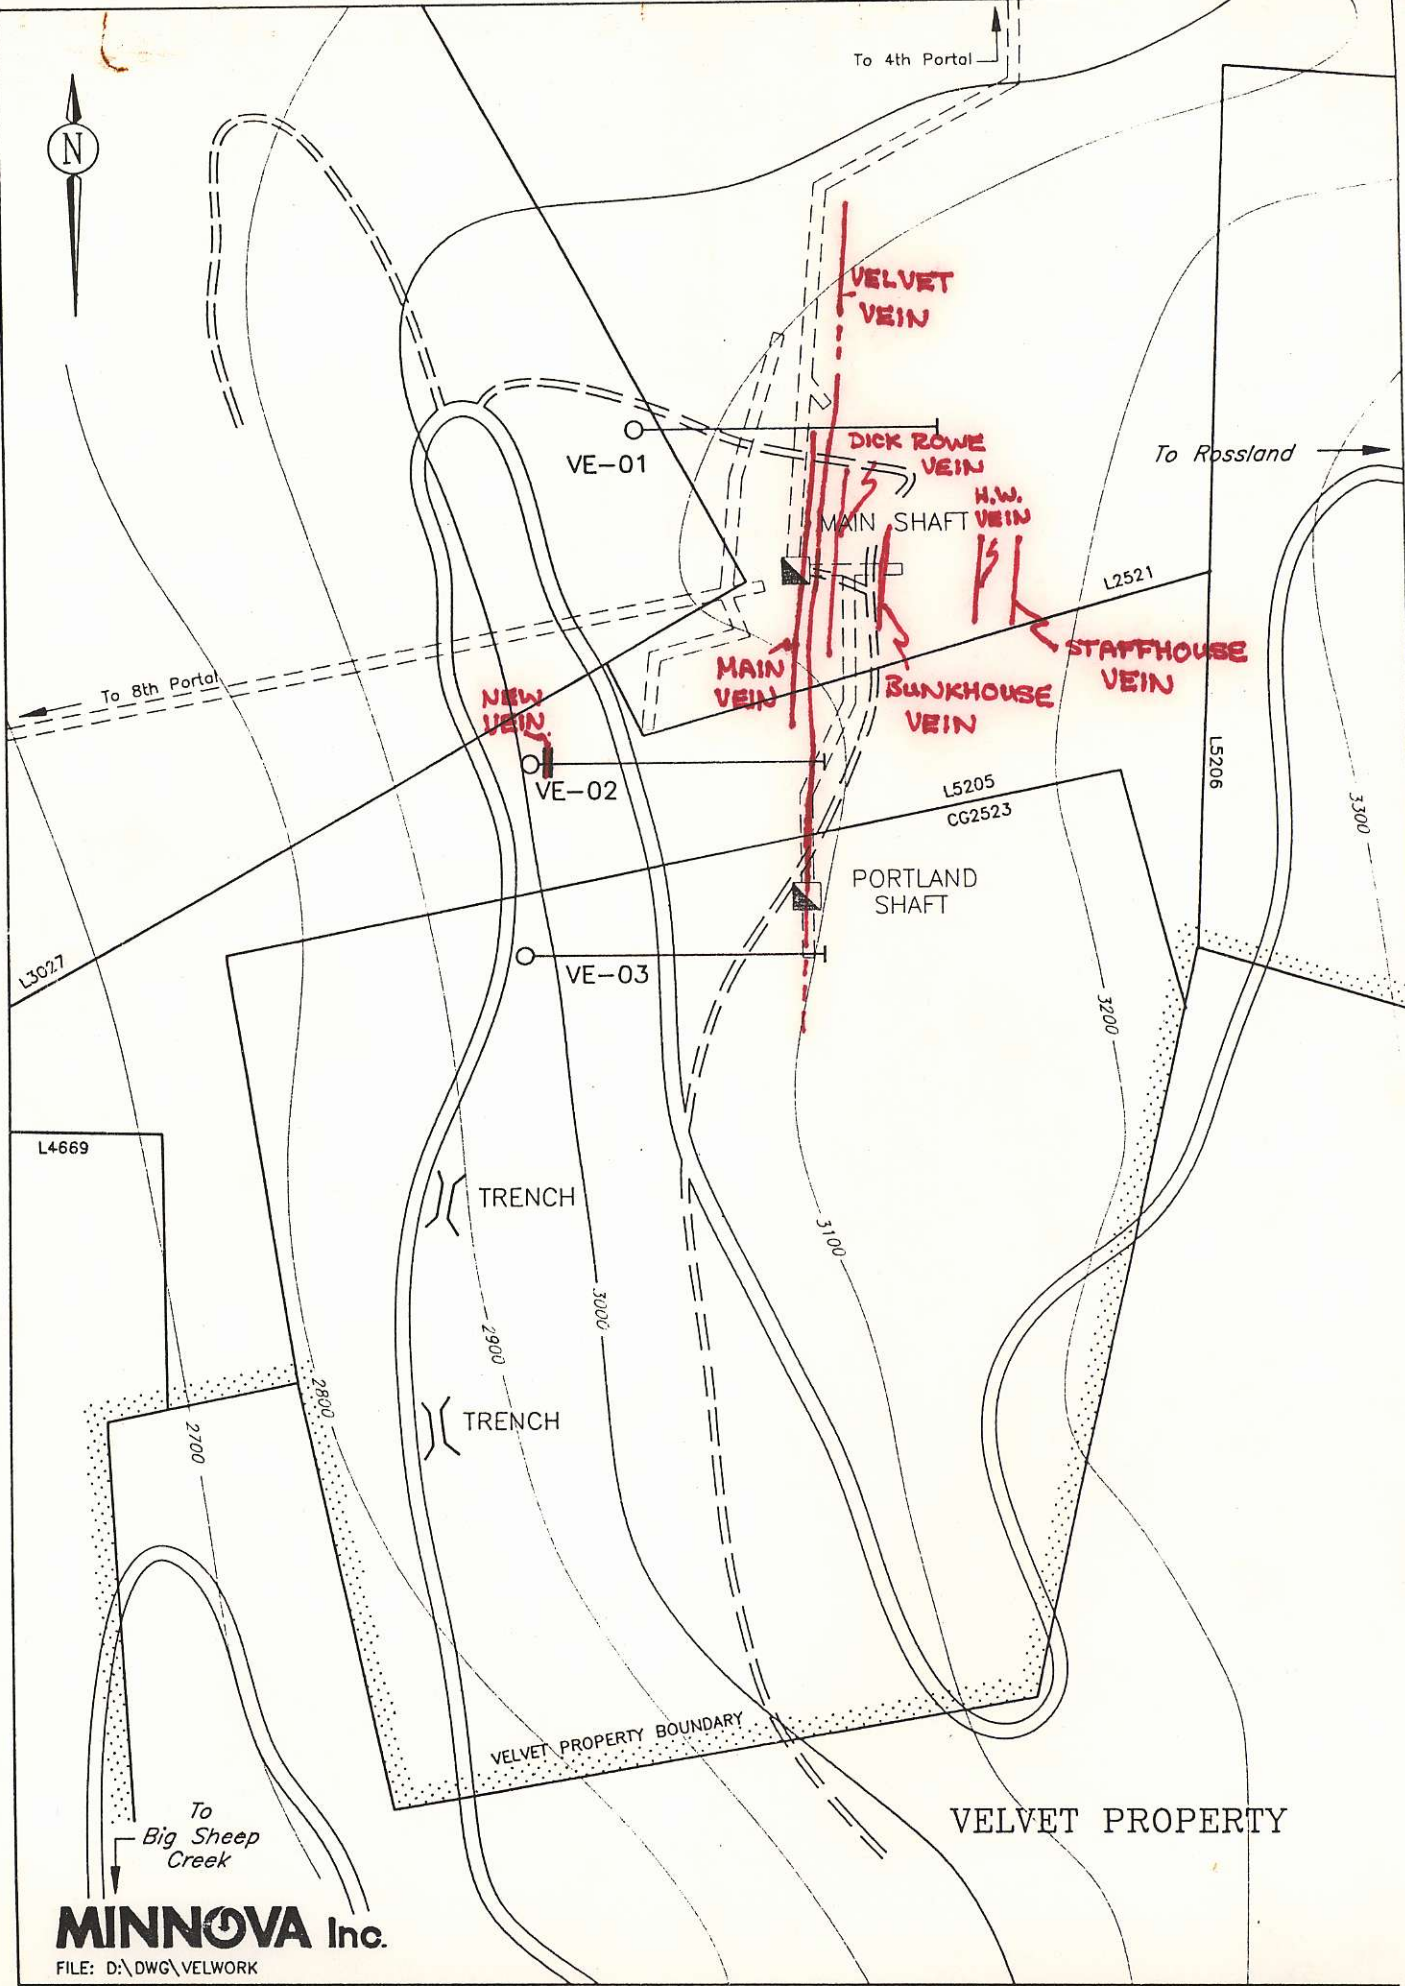 To 4th Portal
N
VELVET
VEIN
VE-01
DICK ROWE
VEIN
To Rossland
H.W.
VEIN
MAIN SHAFT
L2521
To 8th Portal
MAIN
VEIN
STAFFHOUSE
VEIN
BUNKHOUSE
VEIN
NEW
VEIN
VE-02
L5206
L5205
CG2523
3300
PORTLAND
SHAFT
L3027
VE-03
3200
L4669
TRENCH
3100
3000
2900
2800
TRENCH
2700
VELVET PROPERTY BOUNDARY
To
Big Sheep
Creek
VELVET PROPERTY
MINNOVA Inc.
FILE: D:\DWG\VELWORK